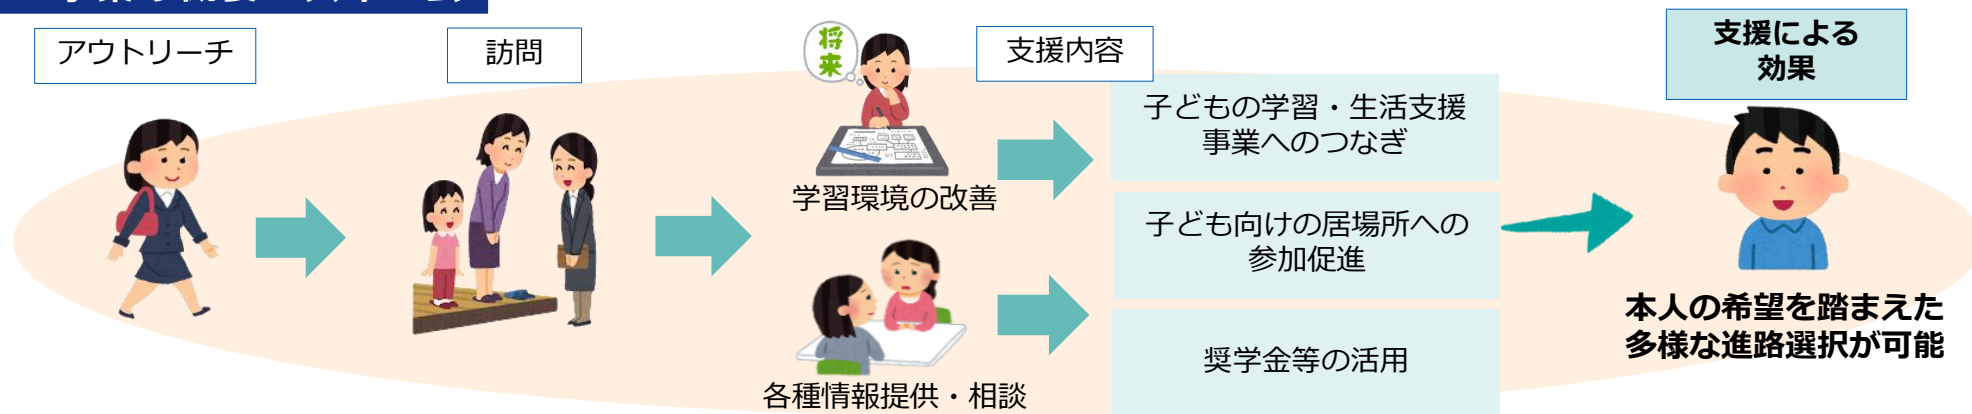 アウトリーチ
訪問
将来
支援内容
学習環境の改善
各種情報提供・相談
子どもの学習・生活支援
事業へのつなぎ
子ども向けの居場所への
参加促進
奨学金等の活用
支援による
効果
本人の希望を踏まえた
多様な進路選択が可能